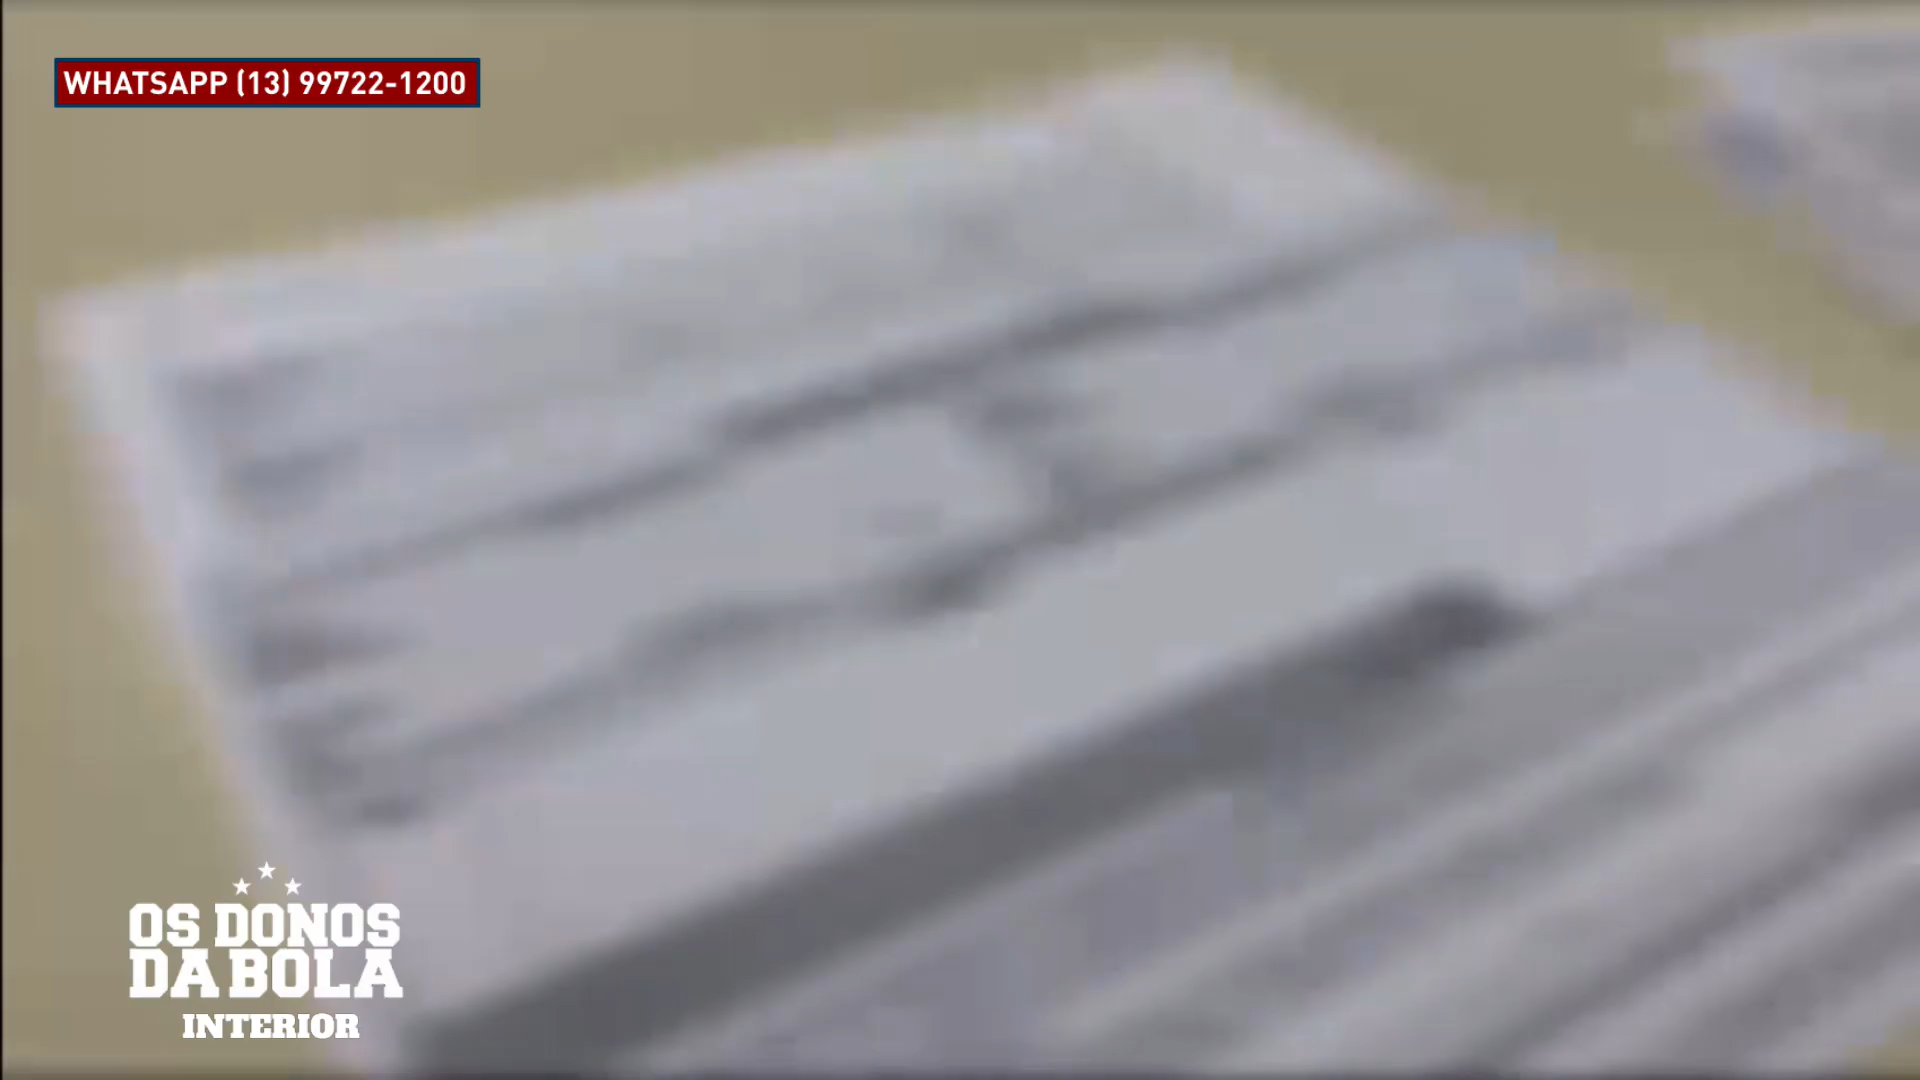 WHATSAPP (13) 99722-1200
OS DONOS
DA BOLA
INTERIOR